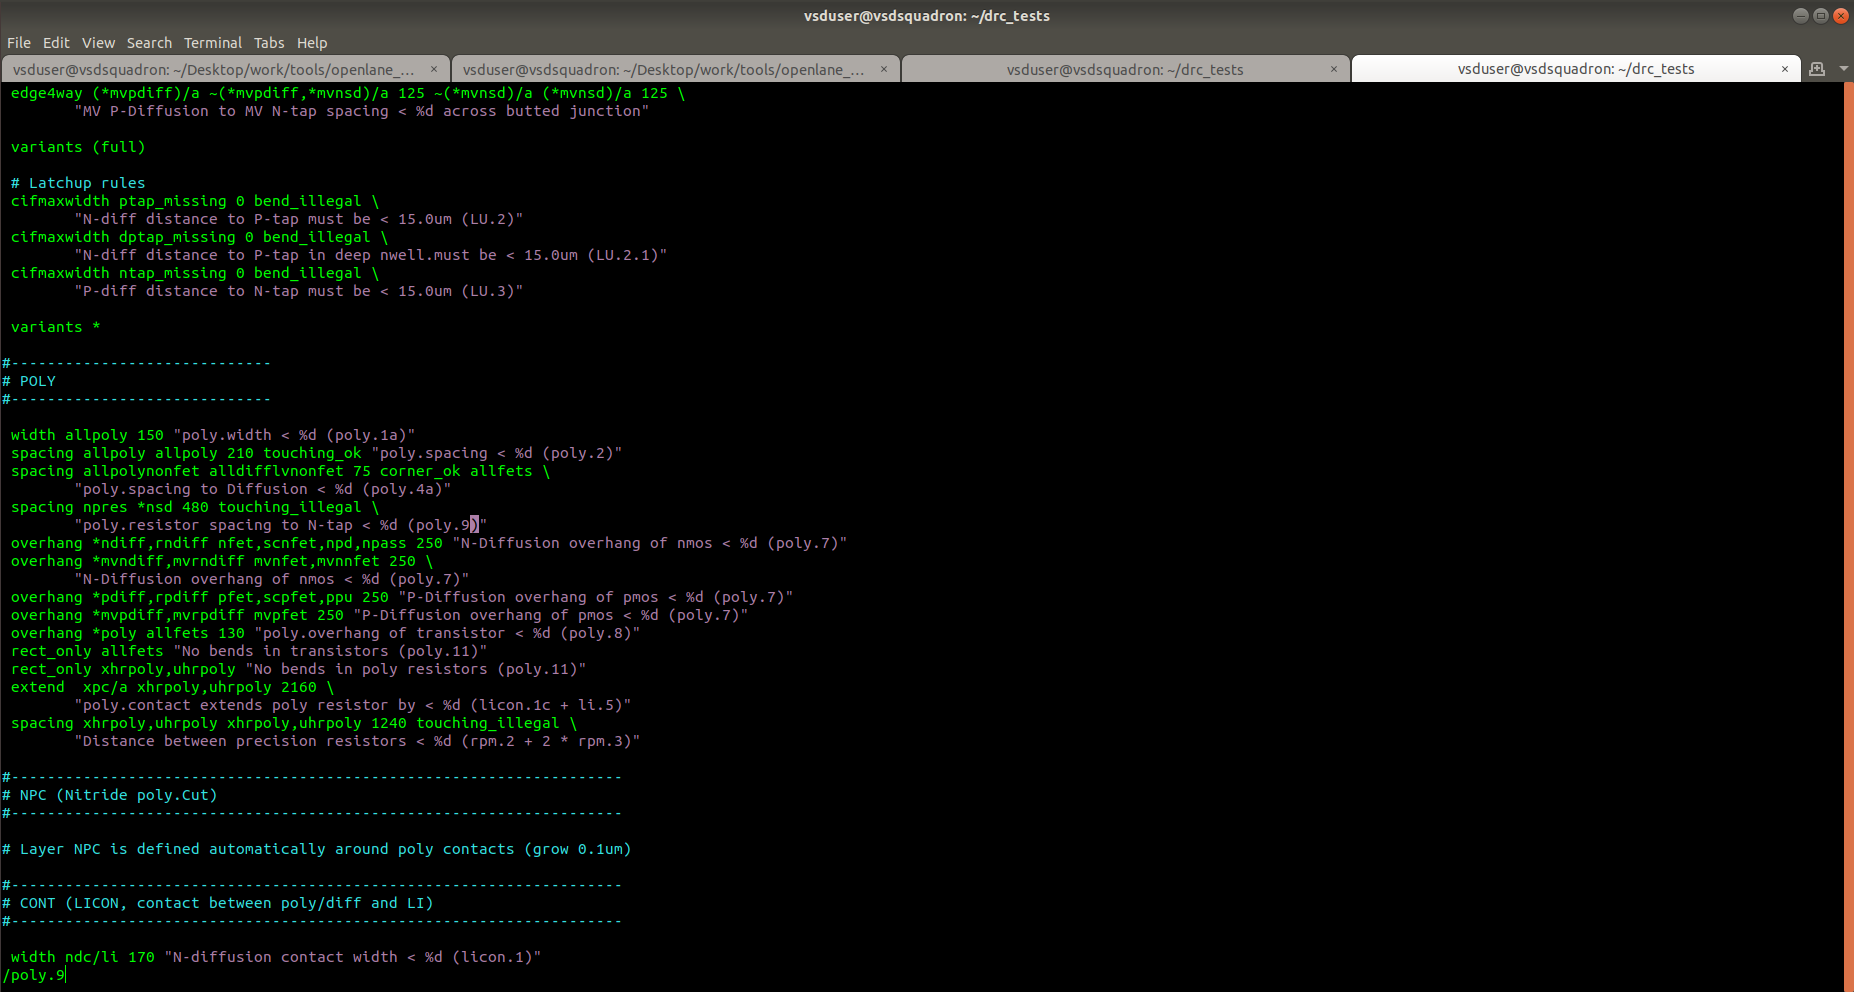 vsduser@vsdsquadron: ~/drc_tests
File Edit View Search Terminal Tabs Help
vsduser@vsdsquadron: ~/Desktop/work/tools/openlane_... × vsduser@vsdsquadron: ~/Desktop/work/tools/openlane_... × vsduser@vsdsquadron: ~/drc_tests × vsduser@vsdsquadron: ~/drc_tests ×
 edge4way (*mvpdiff)/a ~(*mvpdiff,*mvnsd)/a 125 ~(*mvnsd)/a (*mvnsd)/a 125 \
        "MV P-Diffusion to MV N-tap spacing < %d across butted junction"
 variants (full)
 # Latchup rules
 cifmaxwidth ptap_missing 0 bend_illegal \
        "N-diff distance to P-tap must be < 15.0um (LU.2)"
 cifmaxwidth dptap_missing 0 bend_illegal \
        "N-diff distance to P-tap in deep nwell.must be < 15.0um (LU.2.1)"
 cifmaxwidth ntap_missing 0 bend_illegal \
        "P-diff distance to N-tap must be < 15.0um (LU.3)"
 variants *
#-----------------------------
# POLY
#-----------------------------
 width allpoly 150 "poly.width < %d (poly.1a)"
 spacing allpoly allpoly 210 touching_ok "poly.spacing < %d (poly.2)"
 spacing allpolynonfet alldifflvnonfet 75 corner_ok allfets \
        "poly.spacing to Diffusion < %d (poly.4a)"
 spacing npres *nsd 480 touching_illegal \
        "poly.resistor spacing to N-tap < %d (poly.9)"
 overhang *ndiff,rndiff nfet,scnfet,npd,npass 250 "N-Diffusion overhang of nmos < %d (poly.7)"
 overhang *mvndiff,mvrndiff mvnfet,mvnnfet 250 \
        "N-Diffusion overhang of nmos < %d (poly.7)"
 overhang *pdiff,rpdiff pfet,scpfet,ppu 250 "P-Diffusion overhang of pmos < %d (poly.7)"
 overhang *mvpdiff,mvrpdiff mvpfet 250 "P-Diffusion overhang of pmos < %d (poly.7)"
 overhang *poly allfets 130 "poly.overhang of transistor < %d (poly.8)"
 rect_only allfets "No bends in transistors (poly.11)"
 rect_only xhrpoly,uhrpoly "No bends in poly resistors (poly.11)"
 extend  xpc/a xhrpoly,uhrpoly 2160 \
        "poly.contact extends poly resistor by < %d (licon.1c + li.5)"
 spacing xhrpoly,uhrpoly xhrpoly,uhrpoly 1240 touching_illegal \
        "Distance between precision resistors < %d (rpm.2 + 2 * rpm.3)"
#--------------------------------------------------------------------
# NPC (Nitride poly.Cut)
#--------------------------------------------------------------------
# Layer NPC is defined automatically around poly contacts (grow 0.1um)
#--------------------------------------------------------------------
# CONT (LICON, contact between poly/diff and LI)
#--------------------------------------------------------------------
 width ndc/li 170 "N-diffusion contact width < %d (licon.1)"
/poly.9